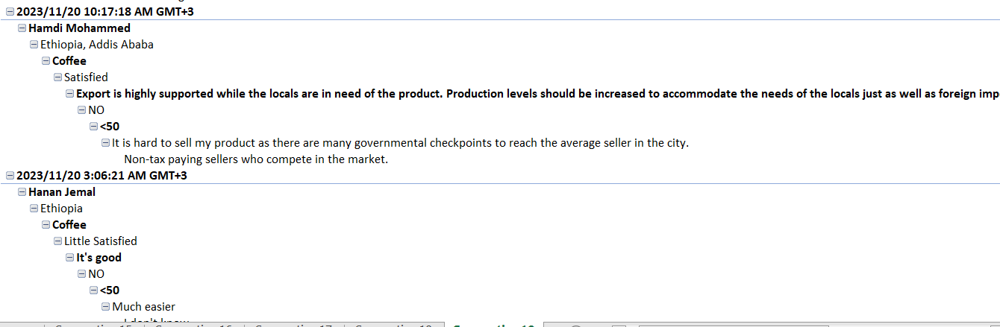 2023/11/20 10:17:18 AM GMT+3
Hamdi Mohammed
Ethiopia, Addis Ababa
Coffee
Satisfied
Export is highly supported while the locals are in need of the product. Production levels should be increased to accommodate the needs of the locals just as well as foreign imp
NO
<50
It is hard to sell my product as there are many governmental checkpoints to reach the average seller in the city.
Non-tax paying sellers who compete in the market.
2023/11/20 3:06:21 AM GMT+3
Hanan Jemal
Ethiopia
Coffee
Little Satisfied
It's good
NO
<50
Much easier
I don't know